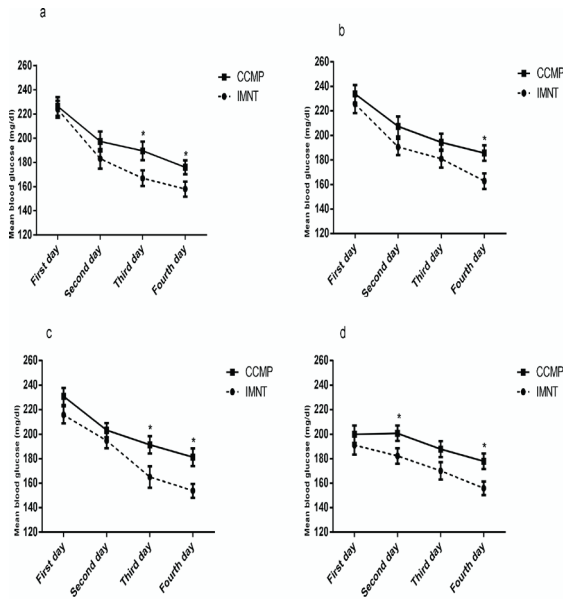 a
CCMP
IMNT
Mean blood glucose (mg/dl)
260
240
220
200
180
160
140
120
*
*
First day
Second day
Third day
Fourth day
b
CCMP
IMNT
Mean blood glucose (mg/dl)
260
240
220
200
180
160
140
120
*
First day
Second day
Third day
Fourth day
c
CCMP
IMNT
Mean blood glucose (mg/dl)
260
240
220
200
180
160
140
120
*
*
First day
Second day
Third day
Fourth day
d
CCMP
IMNT
Mean blood glucose (mg/dl)
260
240
220
200
180
160
140
120
*
*
First day
Second day
Third day
Fourth day